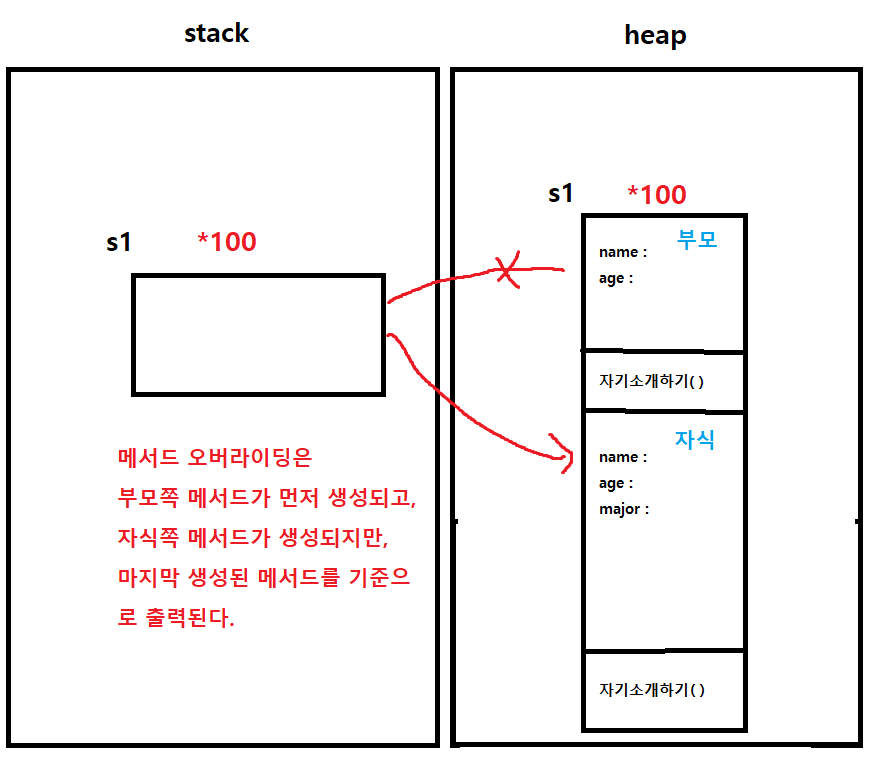 stack
heap
s1 *100
메서드 오버라이딩은
부모쪽 메서드가 먼저 생성되고,
자식쪽 메서드가 생성되지만,
마지막 생성된 메서드를 기준으
로 출력된다.
s1 *100
부모
name :
age :
자기소개하기( )
자식
name :
age :
major :
자기소개하기( )